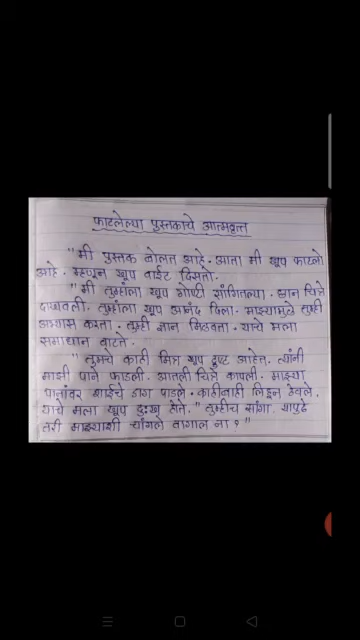 फाटलेल्या पुस्तकाचे आत्मवृत्त
"मी पुस्तक बोलत आहे. आता मी खूप फाटलो
आहे. म्हणून खूप वाईट दिसतो.
"मी तुम्हांला खूप गोष्टी सांगितल्या. छान चित्रे
दाखवली. तुम्हांला खूप आनंद दिला. माझ्यामुळे तुम्ही
अभ्यास करता. तुम्ही ज्ञान मिळवता. याचे मला
समाधान वाटते.
"तुमचे काही मित्र खूप दुष्ट आहेत. त्यांनी
माझी पाने फाडली. आतली चित्रे कापली. माझ्या
पानांवर शाईचे डाग पाडले. काहीबाही लिहून ठेवले.
याचे मला खूप दुःख होते. "तुम्हीच सांगा. यापुढे
तरी माझ्याशी चांगले वागाल ना?"